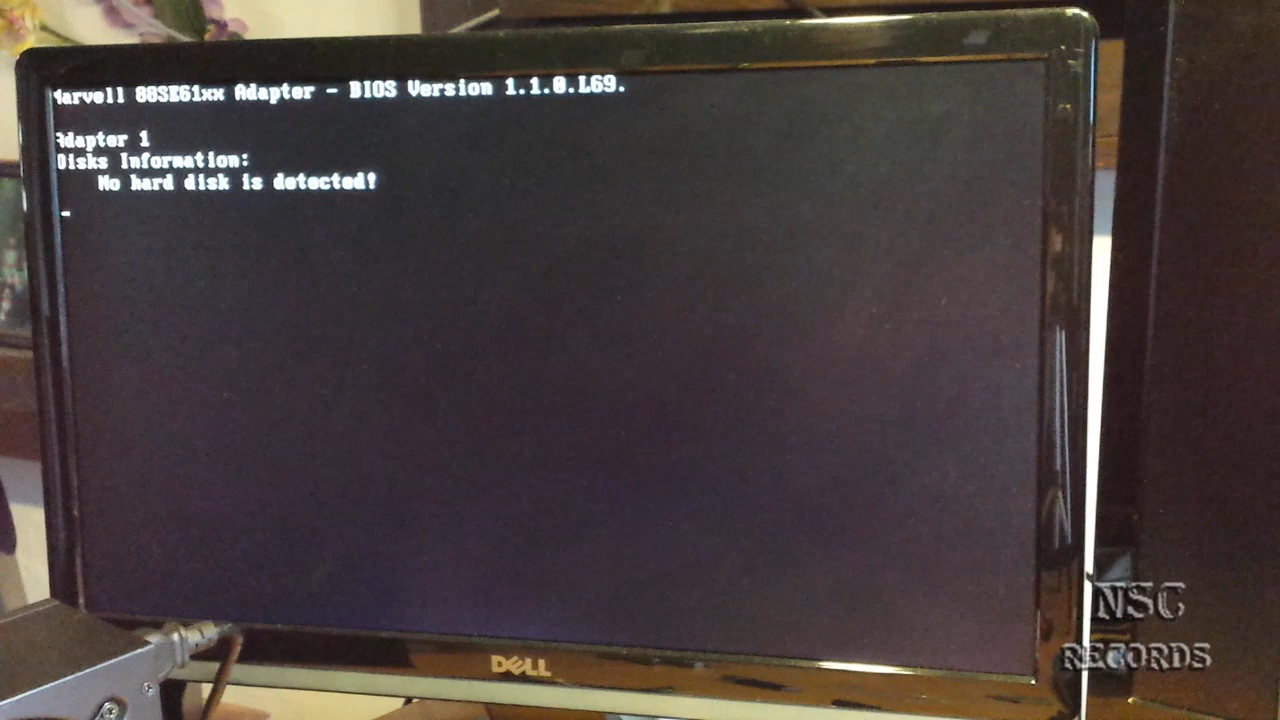 Marvell 88SE61xx Adapter - BIOS Version 1.1.0.L69.
Adapter 1
Disks Information:
No hard disk is detected!
DELL
NSC
RECORDS